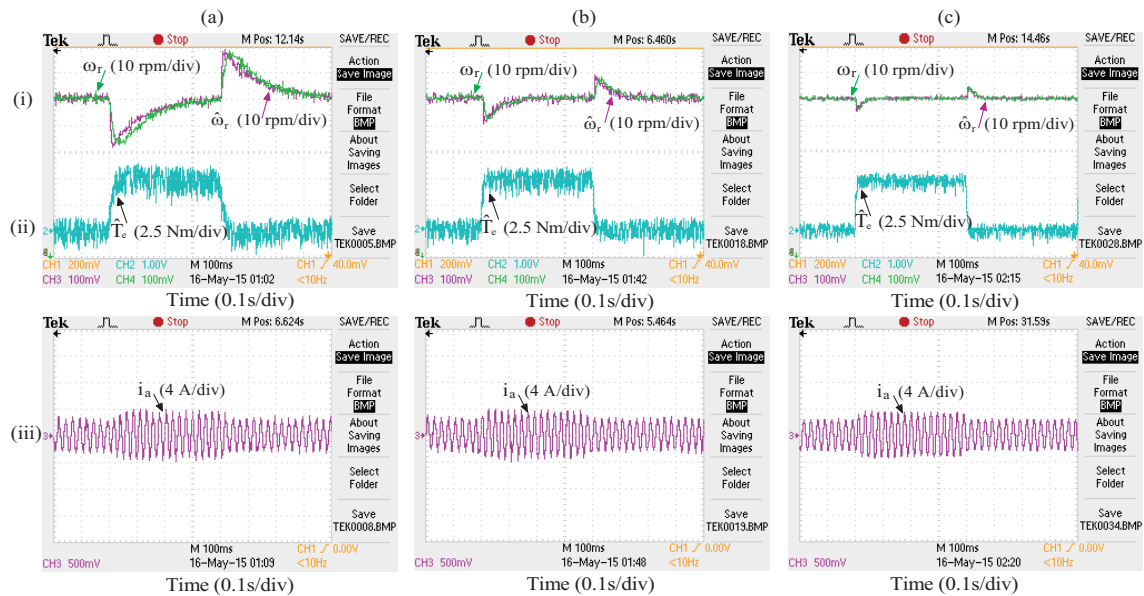 (a)
(b)
(c)
(i)
(ii)
(iii)
Tek Stop M Pos: 12.14s SAVE/REC
Action
Save Image
File
Format
BMP
About
Saving
Images
Select
Folder
Save
TEK0005.BMP
ωr (10 rpm/div)
ω̂r (10 rpm/div)
T̂e (2.5 Nm/div)
2
CH1 200mV CH2 1.00V M 100ms CH1 / 40.0mV
CH3 100mV CH4 100mV 16-May-15 01:02 <10Hz
Time (0.1s/div)
Tek Stop M Pos: 6.460s SAVE/REC
Action
Save Image
File
Format
BMP
About
Saving
Images
Select
Folder
Save
TEK0018.BMP
ωr (10 rpm/div)
ω̂r (10 rpm/div)
T̂e (2.5 Nm/div)
2
CH1 200mV CH2 1.00V M 100ms CH1 / 40.0mV
CH3 100mV CH4 100mV 16-May-15 01:42 <10Hz
Time (0.1s/div)
Tek Stop M Pos: 14.46s SAVE/REC
Action
Save Image
File
Format
BMP
About
Saving
Images
Select
Folder
Save
TEK0028.BMP
ωr (10 rpm/div)
ω̂r (10 rpm/div)
T̂e (2.5 Nm/div)
2
CH1 200mV CH2 1.00V M 100ms CH1 / 40.0mV
CH3 100mV CH4 100mV 16-May-15 02:15 <10Hz
Time (0.1s/div)
Tek Stop M Pos: 6.624s SAVE/REC
Action
Save Image
File
Format
BMP
About
Saving
Images
Select
Folder
Save
TEK0008.BMP
ia (4 A/div)
3
M 100ms CH1 / 0.00V
CH3 500mV 16-May-15 01:09 <10Hz
Time (0.1s/div)
Tek Stop M Pos: 5.464s SAVE/REC
Action
Save Image
File
Format
BMP
About
Saving
Images
Select
Folder
Save
TEK0019.BMP
ia (4 A/div)
3
M 100ms CH1 / 0.00V
CH3 500mV 16-May-15 01:48 <10Hz
Time (0.1s/div)
Tek Stop M Pos: 31.59s SAVE/REC
Action
Save Image
File
Format
BMP
About
Saving
Images
Select
Folder
Save
TEK0034.BMP
ia (4 A/div)
3
M 100ms CH1 / 0.00V
CH3 500mV 16-May-15 02:20 <10Hz
Time (0.1s/div)